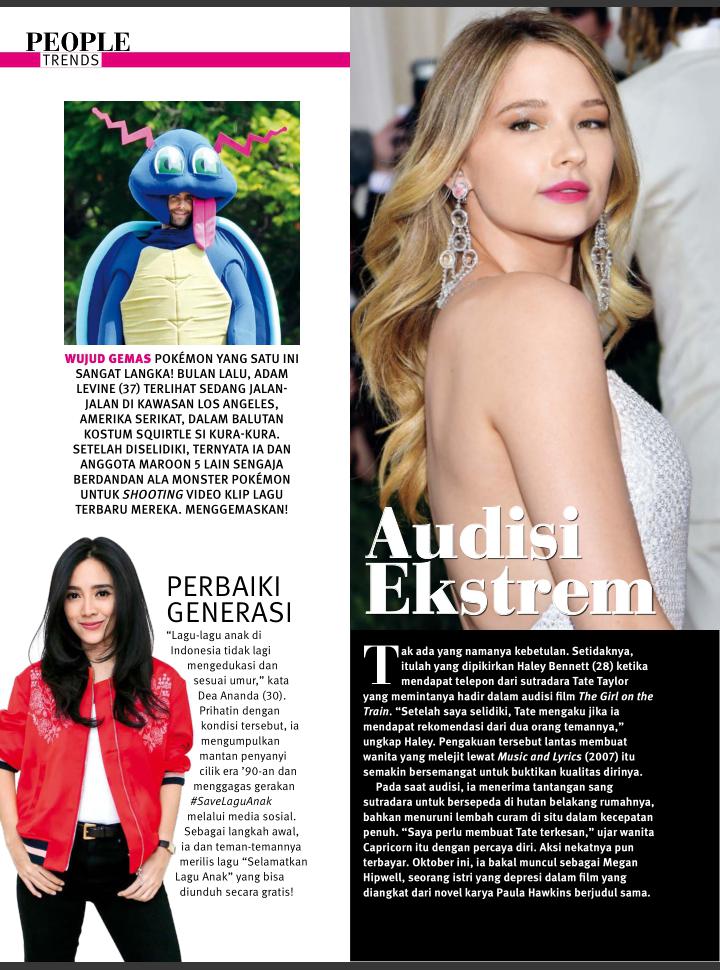 PEOPLE
TRENDS
WUJUD GEMAS POKÉMON YANG SATU INI
SANGAT LANGKA! BULAN LALU, ADAM
LEVINE (37) TERLIHAT SEDANG JALAN-
JALAN DI KAWASAN LOS ANGELES,
AMERIKA SERIKAT, DALAM BALUTAN
KOSTUM SQUIRTLE SI KURA-KURA.
SETELAH DISELIDIKI, TERNYATA IA DAN
ANGGOTA MAROON 5 LAIN SENGAJA
BERDANDAN ALA MONSTER POKÉMON
UNTUK SHOOTING VIDEO KLIP LAGU
TERBARU MEREKA. MENGGEMASKAN!
PERBAIKI
GENERASI
“Lagu-lagu anak di
Indonesia tidak lagi
mengedukasi dan
sesuai umur,” kata
Dea Ananda (30).
Prihatin dengan
kondisi tersebut, ia
mengumpulkan
mantan penyanyi
cilik era ’90-an dan
menggagas gerakan
#SaveLaguAnak
melalui media sosial.
Sebagai langkah awal,
ia dan teman-temannya
merilis lagu “Selamatkan
Lagu Anak” yang bisa
diunduh secara gratis!
Audisi
Ekstrem
Tak ada yang namanya kebetulan. Setidaknya,
itulah yang dipikirkan Haley Bennett (28) ketika
mendapat telepon dari sutradara Tate Taylor
yang memintanya hadir dalam audisi film The Girl on the
Train. “Setelah saya selidiki, Tate mengaku jika ia
mendapat rekomendasi dari dua orang temannya,”
ungkap Haley. Pengakuan tersebut lantas membuat
wanita yang melejit lewat Music and Lyrics (2007) itu
semakin bersemangat untuk buktikan kualitas dirinya.
Pada saat audisi, ia menerima tantangan sang
sutradara untuk bersepeda di hutan belakang rumahnya,
bahkan menuruni lembah curam di situ dalam kecepatan
penuh. “Saya perlu membuat Tate terkesan,” ujar wanita
Capricorn itu dengan percaya diri. Aksi nekatnya pun
terbayar. Oktober ini, ia bakal muncul sebagai Megan
Hipwell, seorang istri yang depresi dalam film yang
diangkat dari novel karya Paula Hawkins berjudul sama.